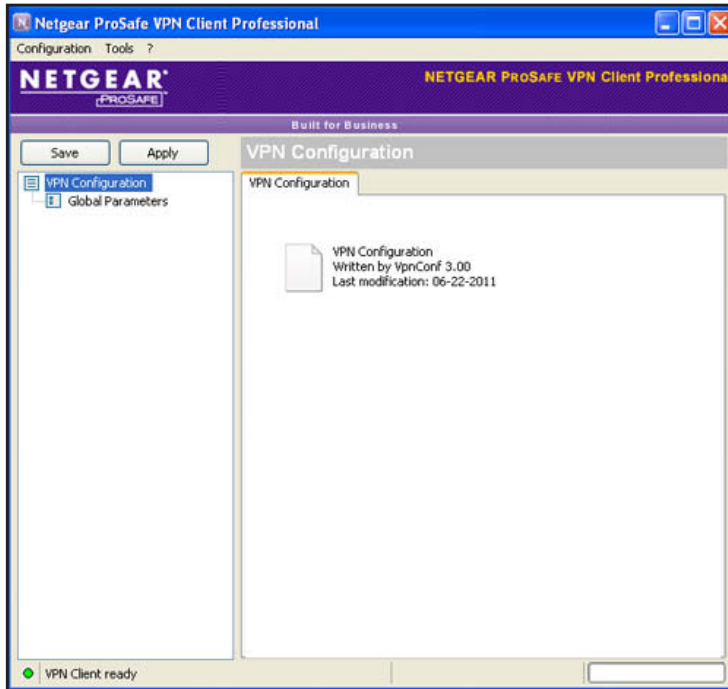 Netgear ProSafe VPN Client Professional
Configuration Tools ?
NETGEAR®
PROSAFE
NETGEAR PROSAFE VPN Client Professiona
Built for Business
Save Apply
VPN Configuration
VPN Configuration
Global Parameters
VPN Configuration
VPN Configuration
Written by VpnConf 3.00
Last modification: 06-22-2011
VPN Client ready